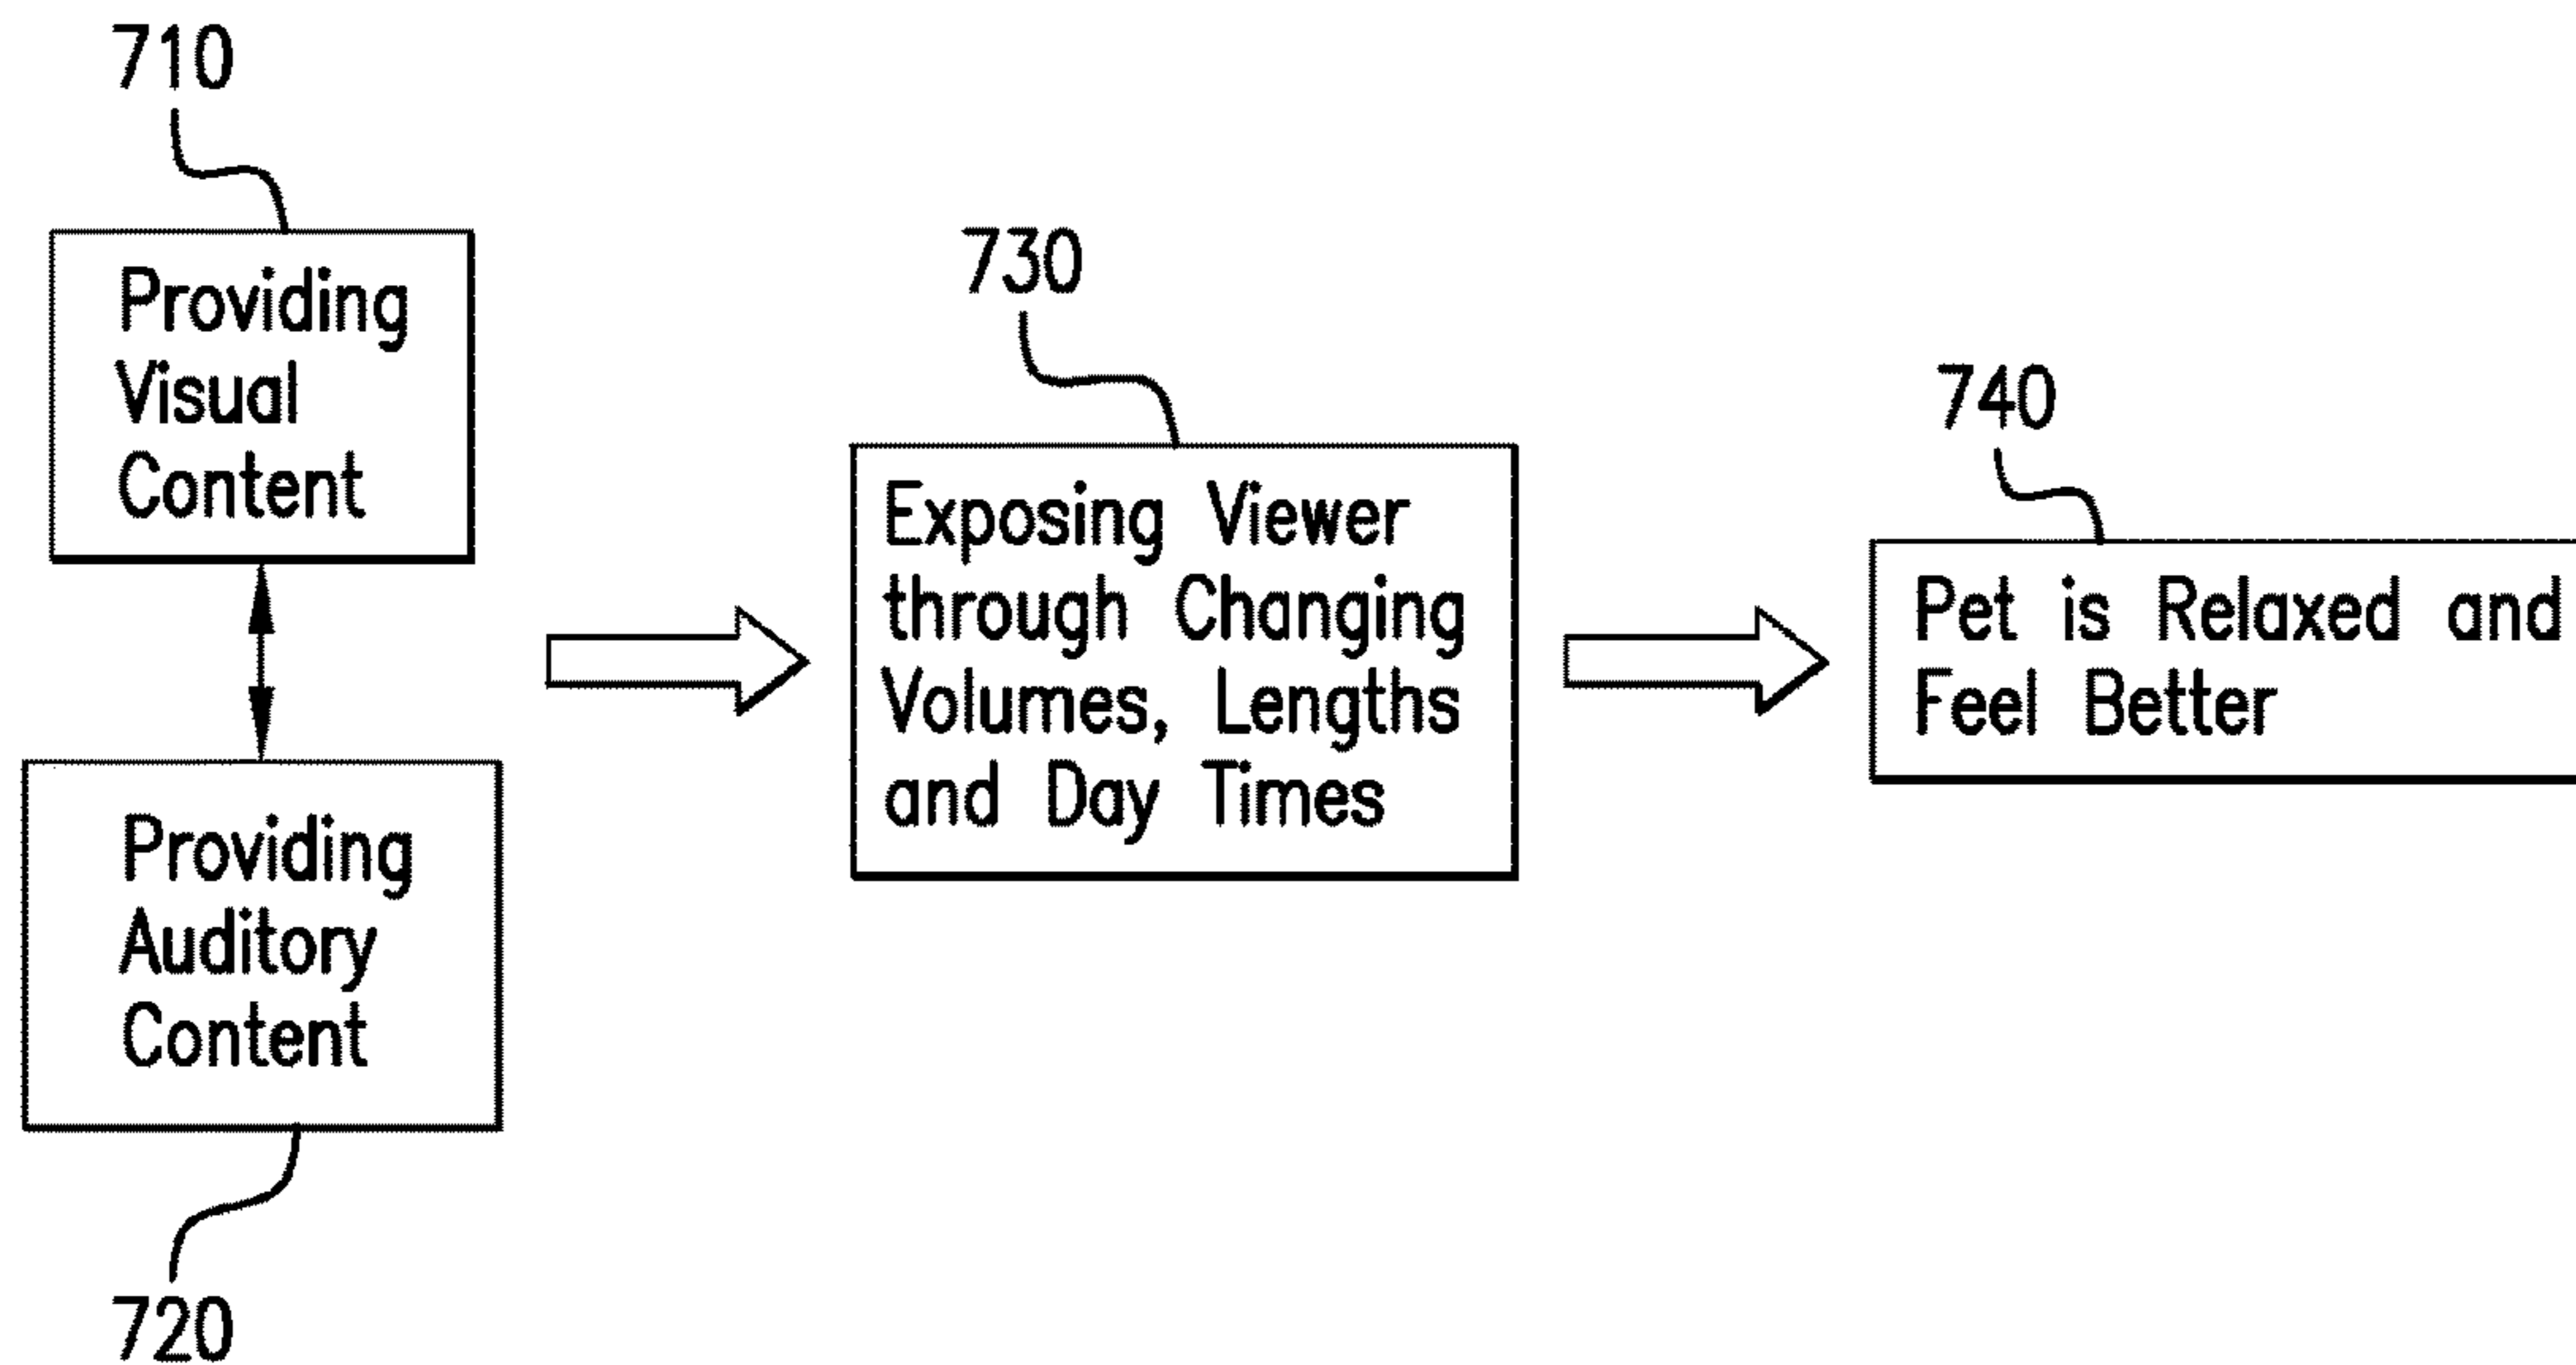 710
Providing
Visual
Content
720
Providing
Auditory
Content
730
Exposing Viewer
through Changing
Volumes, Lengths
and Day Times
740
Pet is Relaxed and
Feel Better